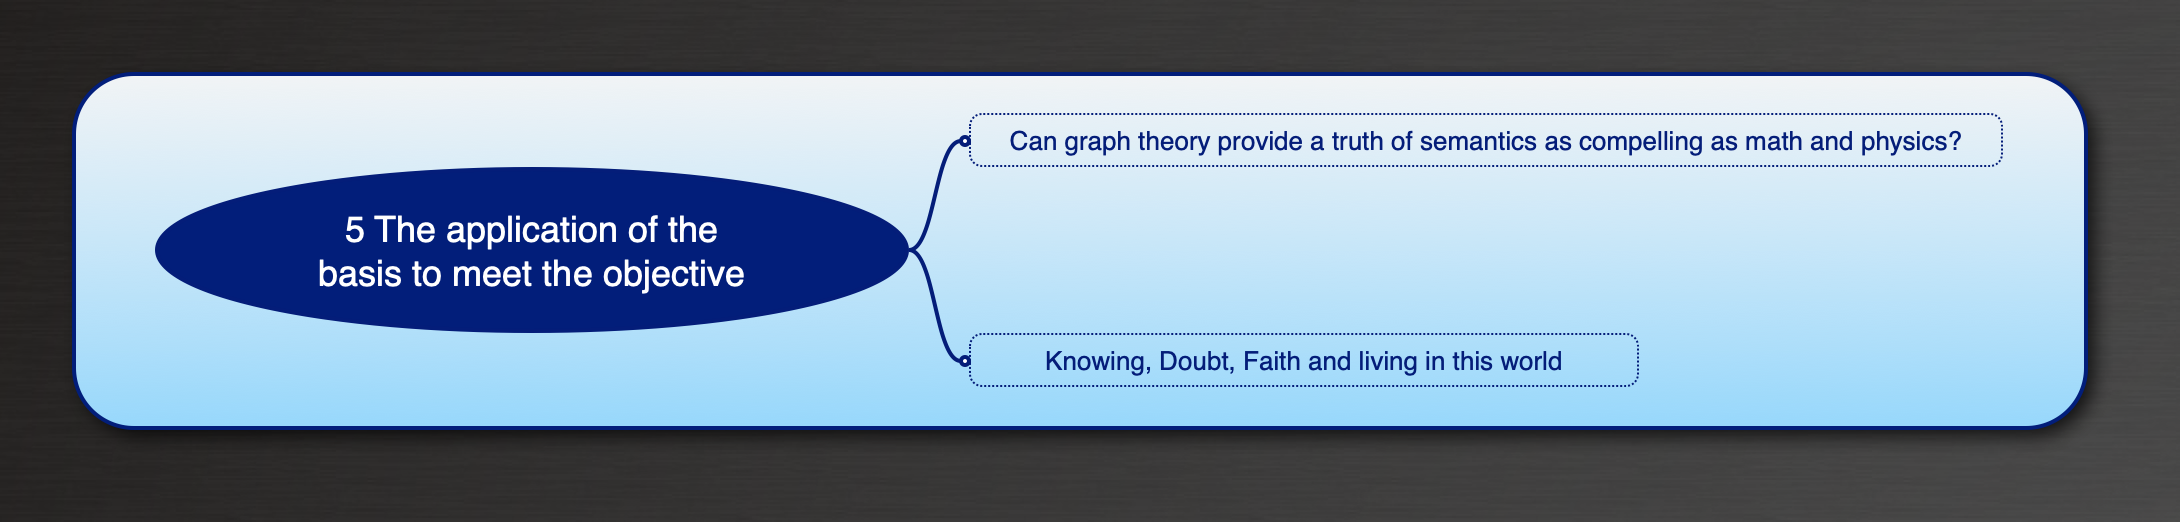 5 The application of the
basis to meet the objective
Can graph theory provide a truth of semantics as compelling as math and physics?
Knowing, Doubt, Faith and living in this world